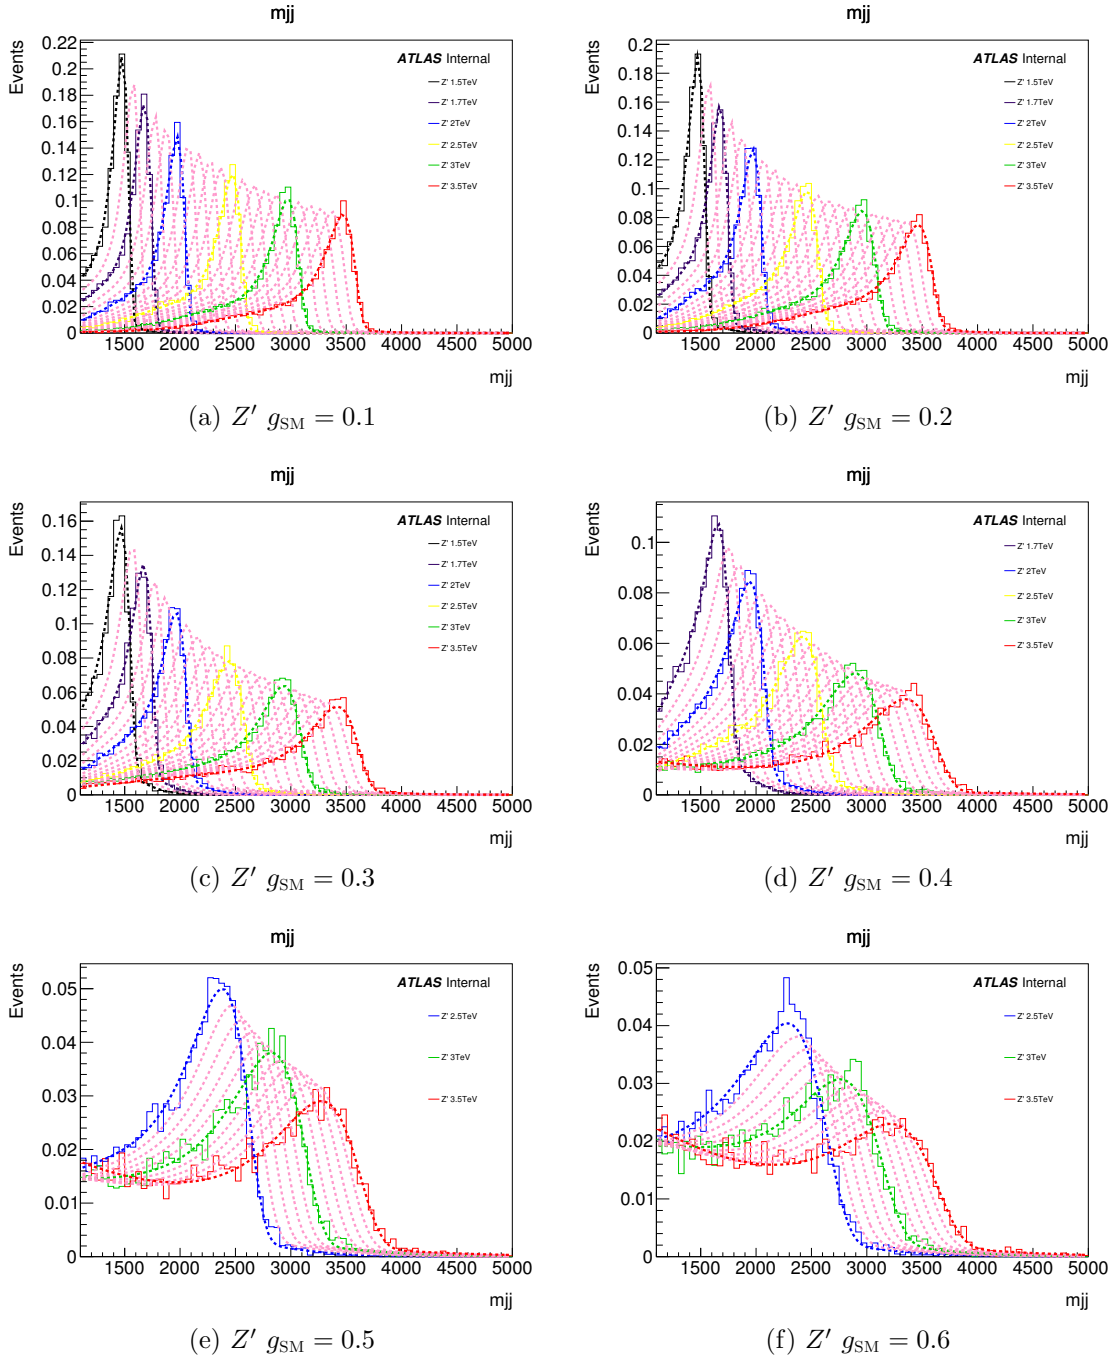 mjj
Events
0.22
0.2
0.18
0.16
0.14
0.12
0.1
0.08
0.06
0.04
0.02
0
ATLAS Internal
Z' 1.5TeV
Z' 1.7TeV
Z' 2TeV
Z' 2.5TeV
Z' 3TeV
Z' 3.5TeV
1500 2000 2500 3000 3500 4000 4500 5000
mjj
(a) Z′ g_SM = 0.1
mjj
Events
0.2
0.18
0.16
0.14
0.12
0.1
0.08
0.06
0.04
0.02
0
ATLAS Internal
Z' 1.5TeV
Z' 1.7TeV
Z' 2TeV
Z' 2.5TeV
Z' 3TeV
Z' 3.5TeV
1500 2000 2500 3000 3500 4000 4500 5000
mjj
(b) Z′ g_SM = 0.2
mjj
Events
0.16
0.14
0.12
0.1
0.08
0.06
0.04
0.02
0
ATLAS Internal
Z' 1.5TeV
Z' 1.7TeV
Z' 2TeV
Z' 2.5TeV
Z' 3TeV
Z' 3.5TeV
1500 2000 2500 3000 3500 4000 4500 5000
mjj
(c) Z′ g_SM = 0.3
mjj
Events
0.1
0.08
0.06
0.04
0.02
0
ATLAS Internal
Z' 1.7TeV
Z' 2TeV
Z' 2.5TeV
Z' 3TeV
Z' 3.5TeV
1500 2000 2500 3000 3500 4000 4500 5000
mjj
(d) Z′ g_SM = 0.4
mjj
Events
0.05
0.04
0.03
0.02
0.01
0
ATLAS Internal
Z' 2.5TeV
Z' 3TeV
Z' 3.5TeV
1500 2000 2500 3000 3500 4000 4500 5000
mjj
(e) Z′ g_SM = 0.5
mjj
Events
0.05
0.04
0.03
0.02
0.01
0
ATLAS Internal
Z' 2.5TeV
Z' 3TeV
Z' 3.5TeV
1500 2000 2500 3000 3500 4000 4500 5000
mjj
(f) Z′ g_SM = 0.6